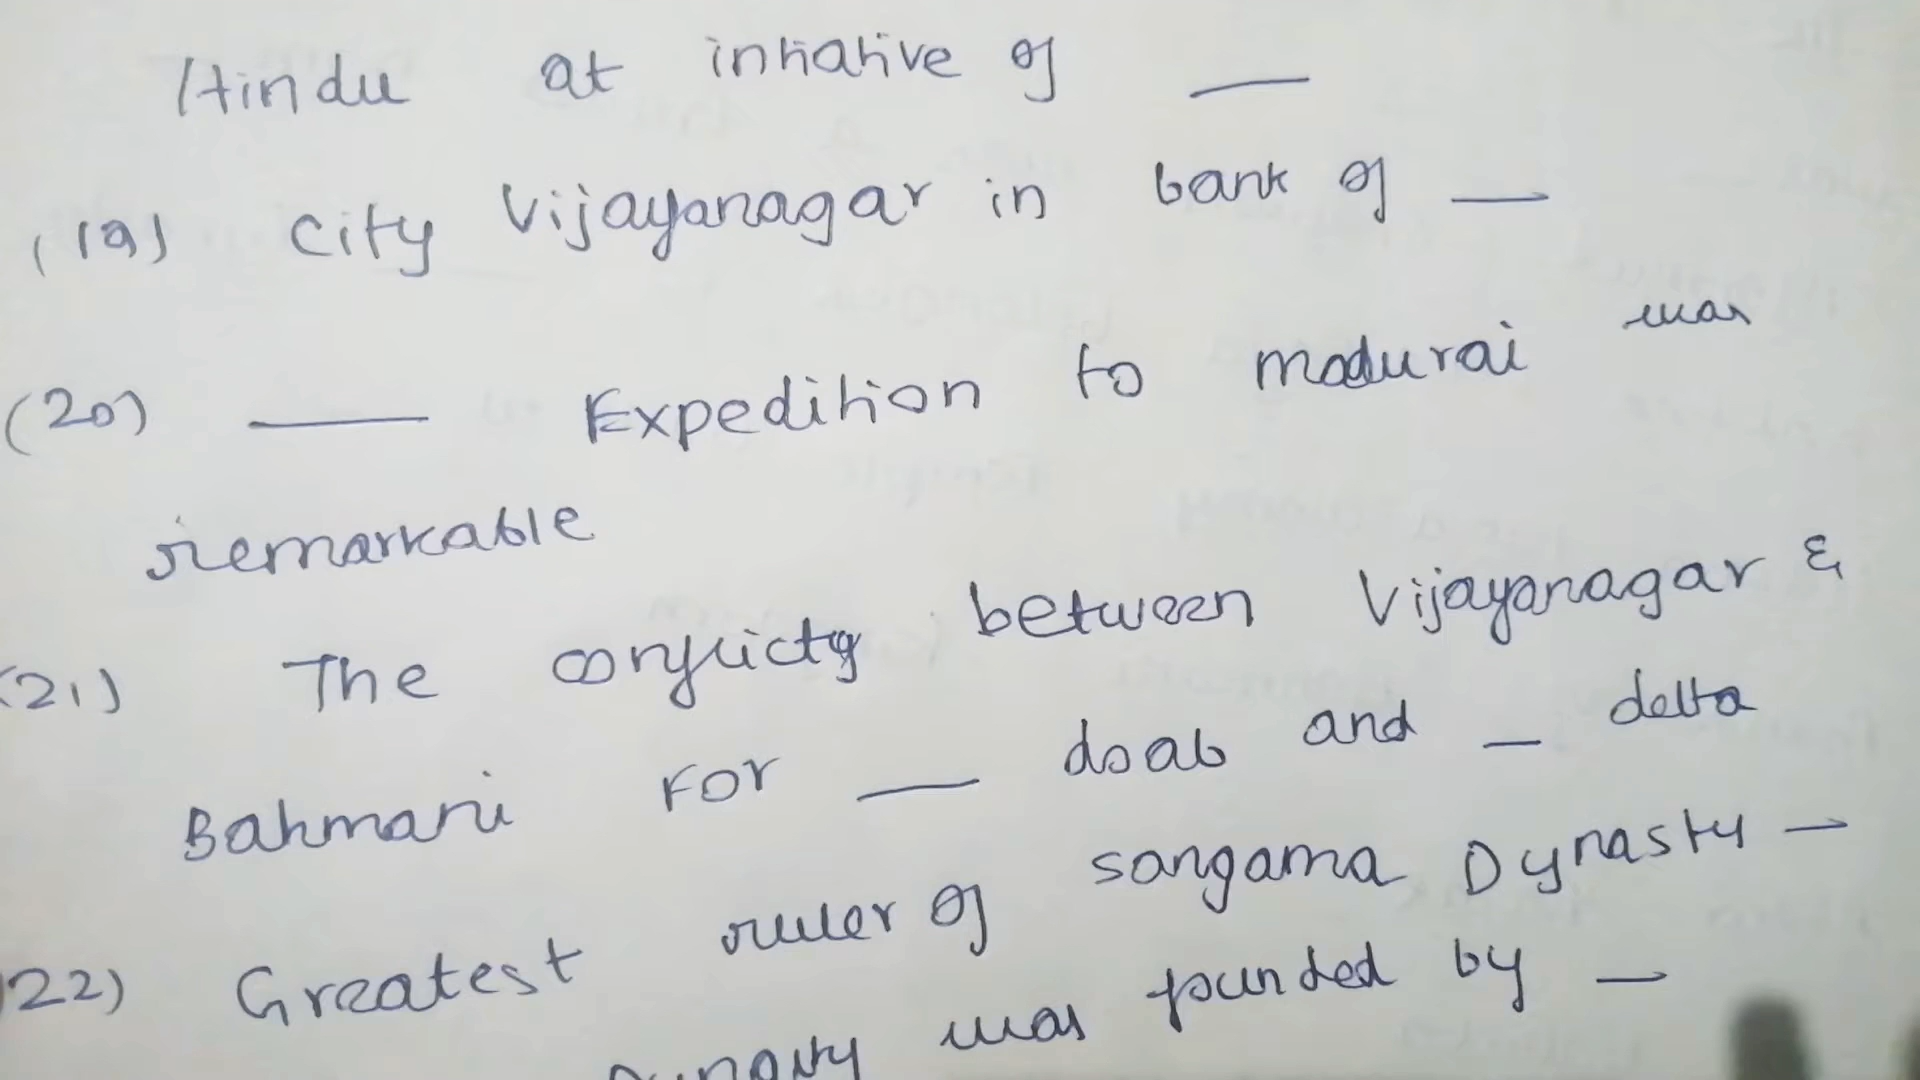 Hindu at initiative of —
(19) City Vijayanagar in bank of —
(20) — Expedition to Madurai was
remarkable
(21) The between Vijayanagar &
Bahmani For — doab and — delta
(22) Greatest ruler of sangama Dynasty —
Dynasty was founded by —